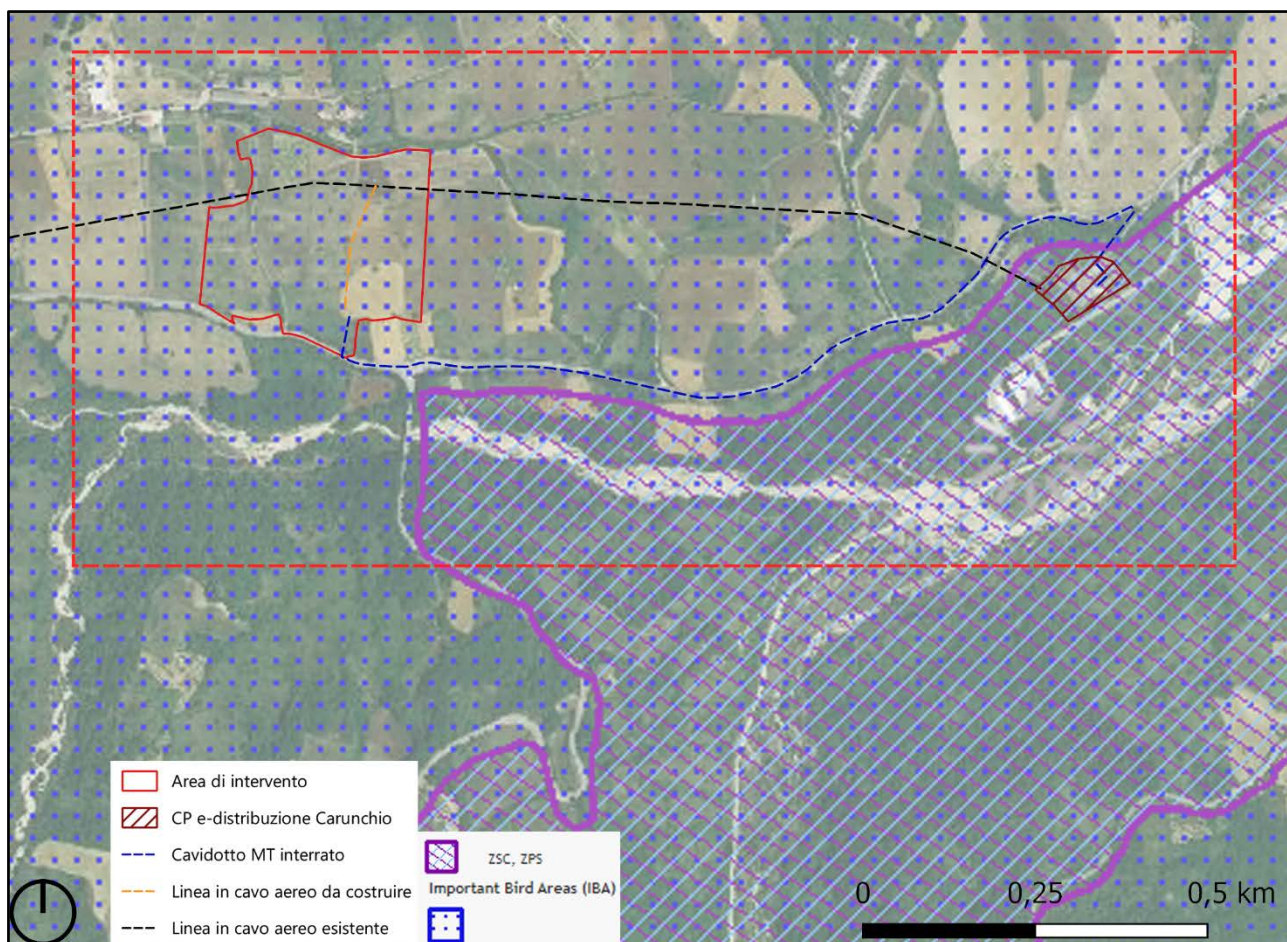 Area di intervento
CP e-distribuzione Carunchio
Cavidotto MT interrato
Linea in cavo aereo da costruire
Linea in cavo aereo esistente
ZSC, ZPS
Important Bird Areas (IBA)
0 0,25 0,5 km